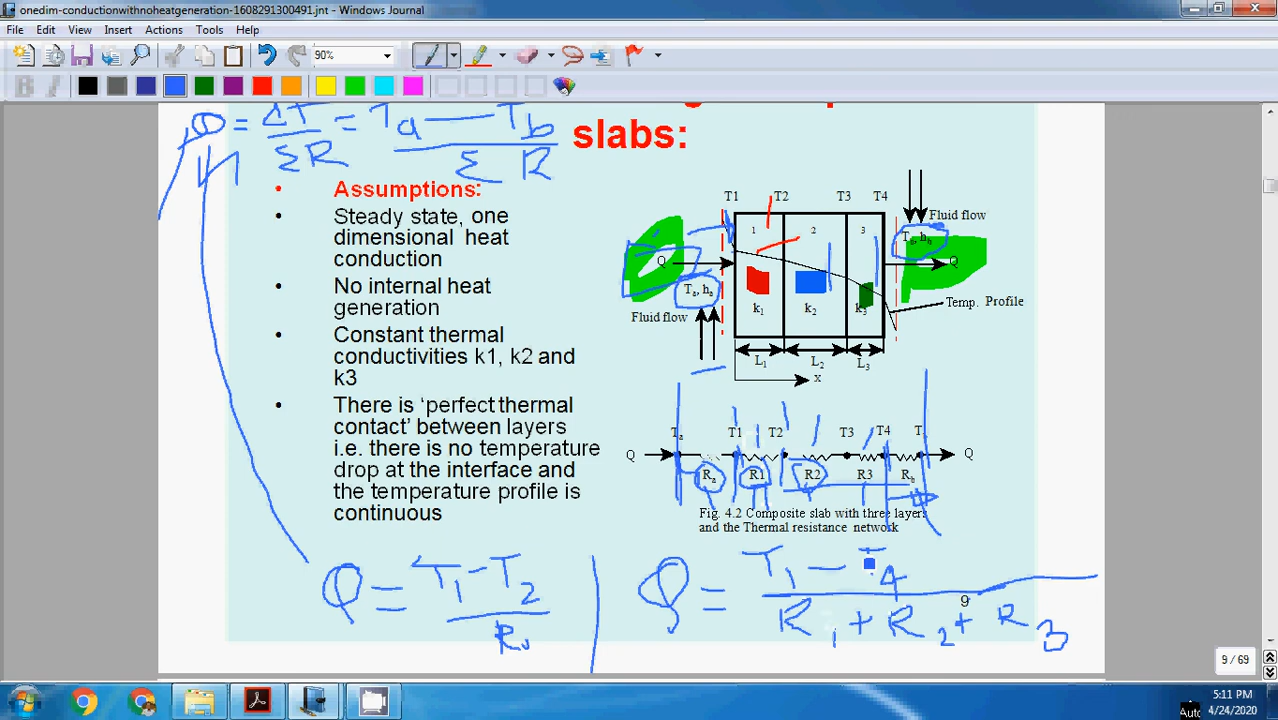 onedim-conductionwithnoheatgeneration-1608291300491.jnt - Windows Journal
File Edit View Insert Actions Tools Help
90%
= ΔT/ΣR = Ta — Tb / Σ R
slabs:
• Assumptions:
• Steady state, one
dimensional heat
conduction
• No internal heat
generation
• Constant thermal
conductivities k1, k2 and
k3
• There is ‘perfect thermal
contact’ between layers
i.e. there is no temperature
drop at the interface and
the temperature profile is
continuous
T1 T2 T3 T4
Fluid flow
1 2 3
Q Q
Ta, ha
k1 k2 k3
Fluid flow
Temp. Profile
L1 L2 L3
x
T1 T2 T3 T4
Q Q
Ra R1 R2 R3 Rb
Fig. 4.2 Composite slab with three layers
and the Thermal resistance network
Q = T1 - T2 / R1
Q = T1 — T4 / R1 + R2 + R3
9
9 / 69
5:11 PM
4/24/2020
Auto